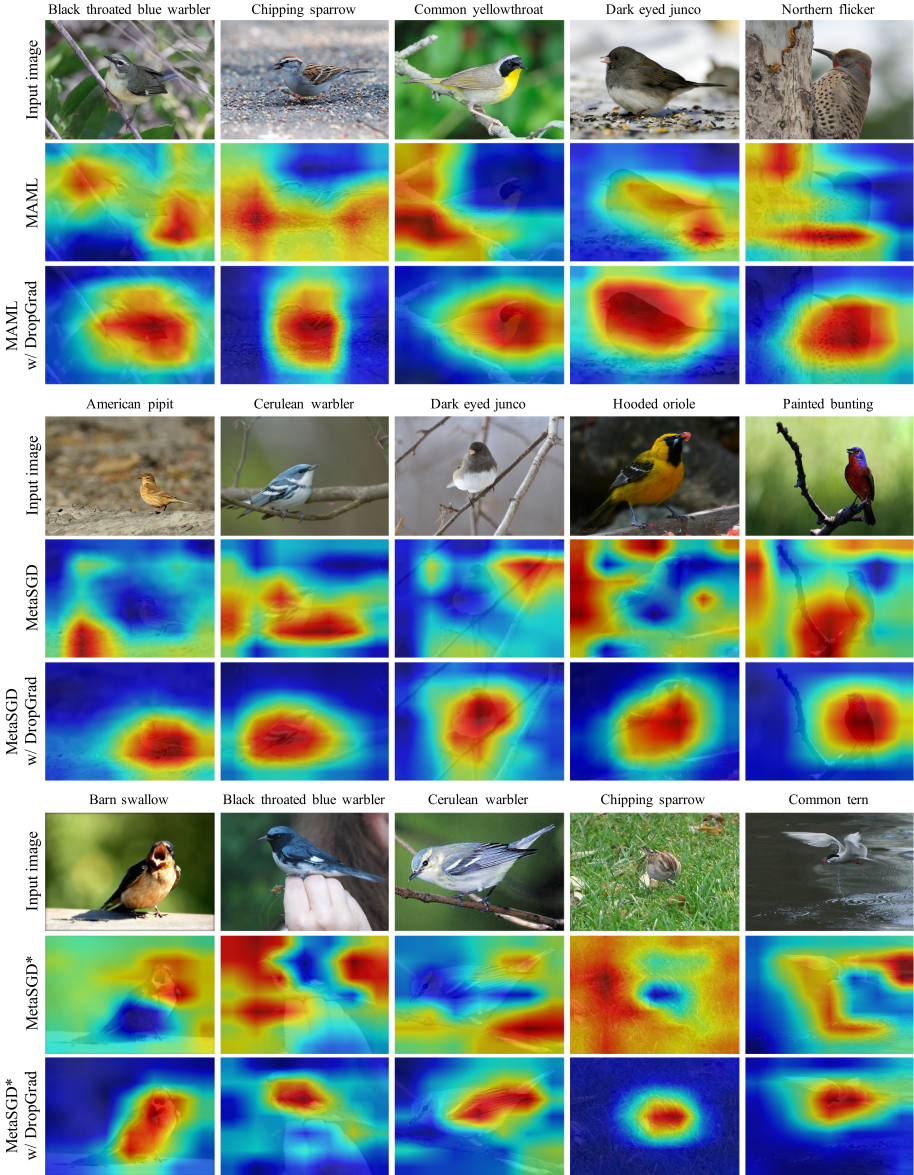 Black throated blue warbler
Chipping sparrow
Common yellowthroat
Dark eyed junco
Northern flicker
Input image
MAML
MAML
w/ DropGrad
American pipit
Cerulean warbler
Dark eyed junco
Hooded oriole
Painted bunting
Input image
MetaSGD
MetaSGD
w/ DropGrad
Barn swallow
Black throated blue warbler
Cerulean warbler
Chipping sparrow
Common tern
Input image
MetaSGD*
MetaSGD*
w/ DropGrad